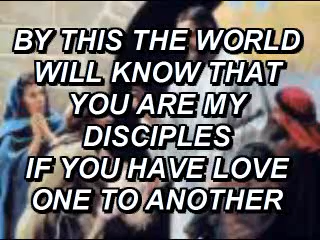 BY THIS THE WORLD
WILL KNOW THAT
YOU ARE MY
DISCIPLES
IF YOU HAVE LOVE
ONE TO ANOTHER